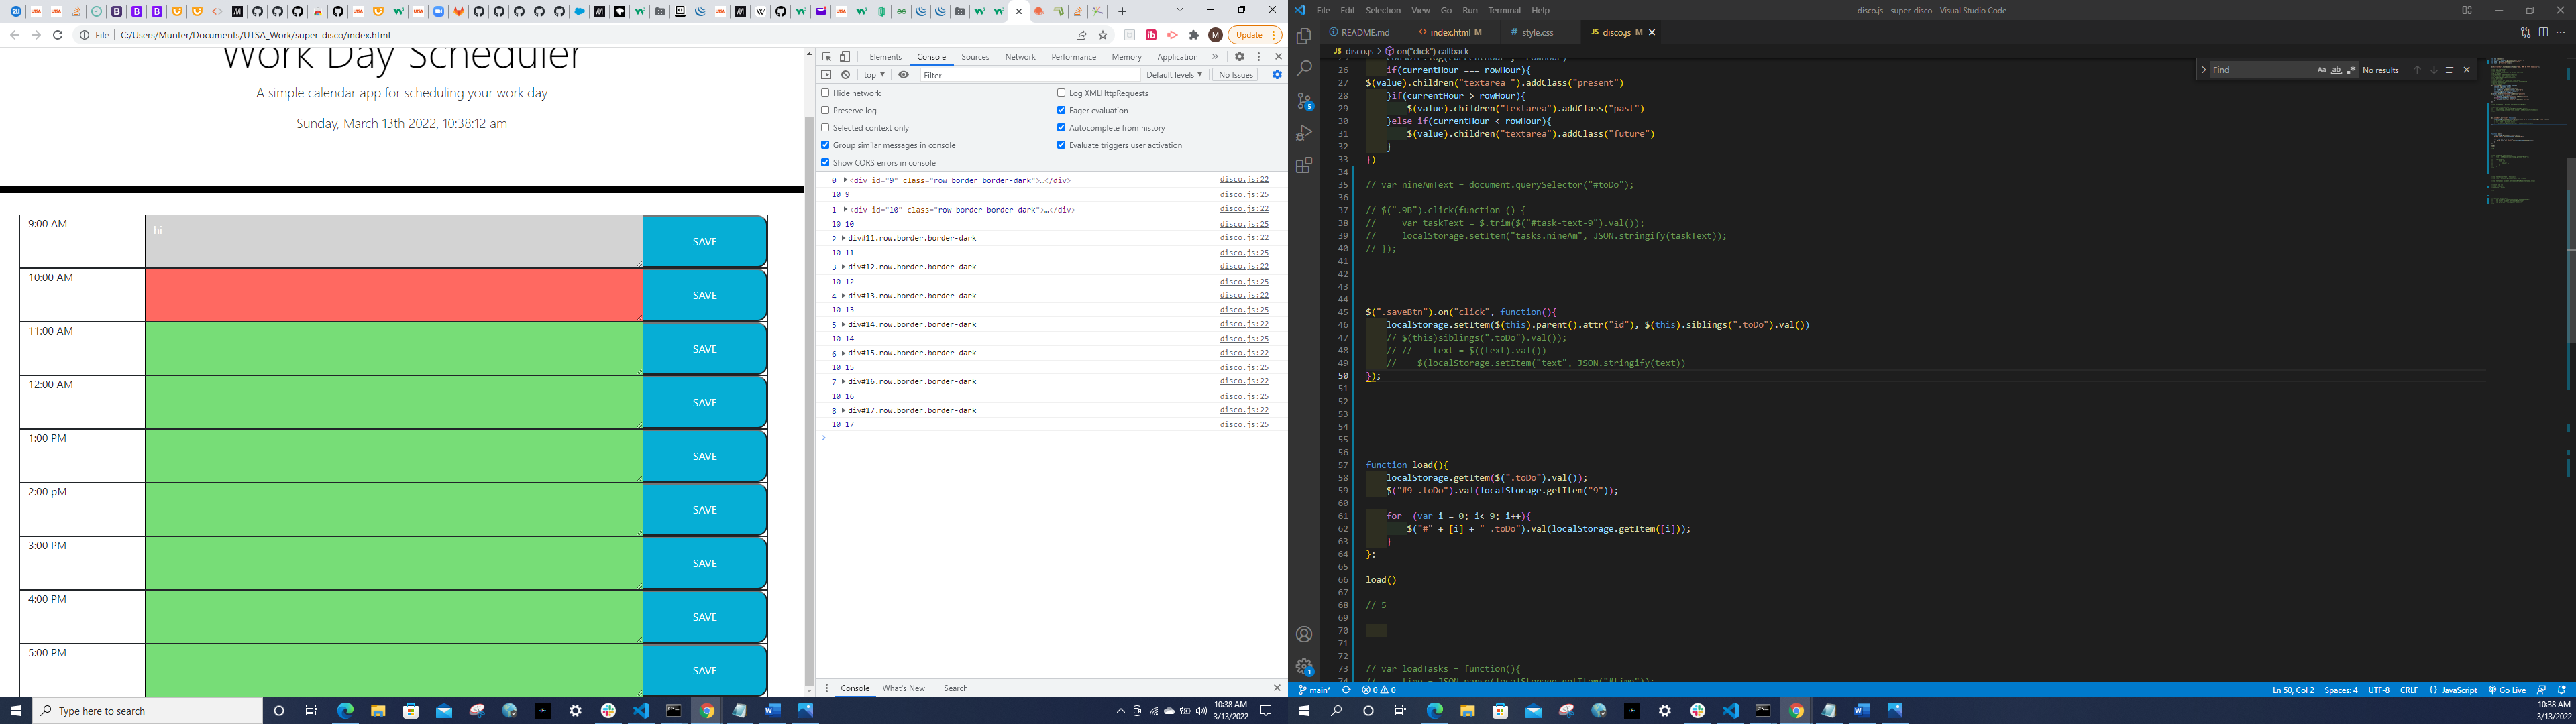 File C:/Users/Munter/Documents/UTSA_Work/super-disco/index.html
M Update
Work Day Scheduler
A simple calendar app for scheduling your work day
Sunday, March 13th 2022, 10:38:12 am
9:00 AM hi SAVE
10:00 AM SAVE
11:00 AM SAVE
12:00 AM SAVE
1:00 PM SAVE
2:00 pM SAVE
3:00 PM SAVE
4:00 PM SAVE
5:00 PM SAVE
Elements Console Sources Network Performance Memory Application »
top Filter Default levels No Issues
Hide network Log XMLHttpRequests
Preserve log Eager evaluation
Selected context only Autocomplete from history
Group similar messages in console Evaluate triggers user activation
Show CORS errors in console
0 <div id="9" class="row border border-dark">…</div> disco.js:22
10 9 disco.js:25
1 <div id="10" class="row border border-dark">…</div> disco.js:22
10 10 disco.js:25
2 div#11.row.border.border-dark disco.js:22
10 11 disco.js:25
3 div#12.row.border.border-dark disco.js:22
10 12 disco.js:25
4 div#13.row.border.border-dark disco.js:22
10 13 disco.js:25
5 div#14.row.border.border-dark disco.js:22
10 14 disco.js:25
6 div#15.row.border.border-dark disco.js:22
10 15 disco.js:25
7 div#16.row.border.border-dark disco.js:22
10 16 disco.js:25
8 div#17.row.border.border-dark disco.js:22
10 17 disco.js:25
Console What's New Search
Type here to search
10:38 AM
3/13/2022
File Edit Selection View Go Run Terminal Help disco.js - super-disco - Visual Studio Code
README.md index.html M style.css disco.js M
disco.js > on("click") callback
Find Aa ab No results
26 if(currentHour === rowHour){
27 $(value).children("textarea ").addClass("present")
28 }if(currentHour > rowHour){
29 $(value).children("textarea").addClass("past")
30 }else if(currentHour < rowHour){
31 $(value).children("textarea").addClass("future")
32 }
33 })
34
35 // var nineAmText = document.querySelector("#toDo");
36
37 // $(".9B").click(function () {
38 // var taskText = $.trim($("#task-text-9").val());
39 // localStorage.setItem("tasks.nineAm", JSON.stringify(taskText));
40 // });
41
42
43
44
45 $(".saveBtn").on("click", function(){
46 localStorage.setItem($(this).parent().attr("id"), $(this).siblings(".toDo").val())
47 // $(this)siblings(".toDo").val());
48 // // text = $((text).val())
49 // $(localStorage.setItem("text", JSON.stringify(text))
50 });
51
52
53
54
55
56
57 function load(){
58 localStorage.getItem($(".toDo").val());
59 $("#9 .toDo").val(localStorage.getItem("9"));
60
61 for (var i = 0; i< 9; i++){
62 $("#" + [i] + " .toDo").val(localStorage.getItem([i]));
63 }
64 };
65
66 load()
67
68 // 5
69
70
71
72
73 // var loadTasks = function(){
74 // time = JSON.parse(localStorage.getItem("#time"));
main* 0 0 Ln 50, Col 2 Spaces: 4 UTF-8 CRLF JavaScript Go Live
10:38 AM
3/13/2022